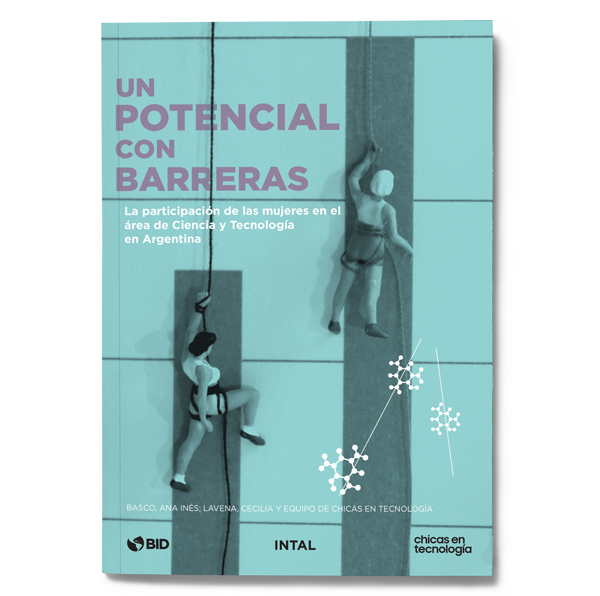 UN
POTENCIAL
CON
BARRERAS
La participación de las mujeres en el
área de Ciencia y Tecnología
en Argentina
BASCO, ANA INÉS; LAVENA, CECILIA Y EQUIPO DE CHICAS EN TECNOLOGÍA
BID
INTAL
chicas en
tecnología